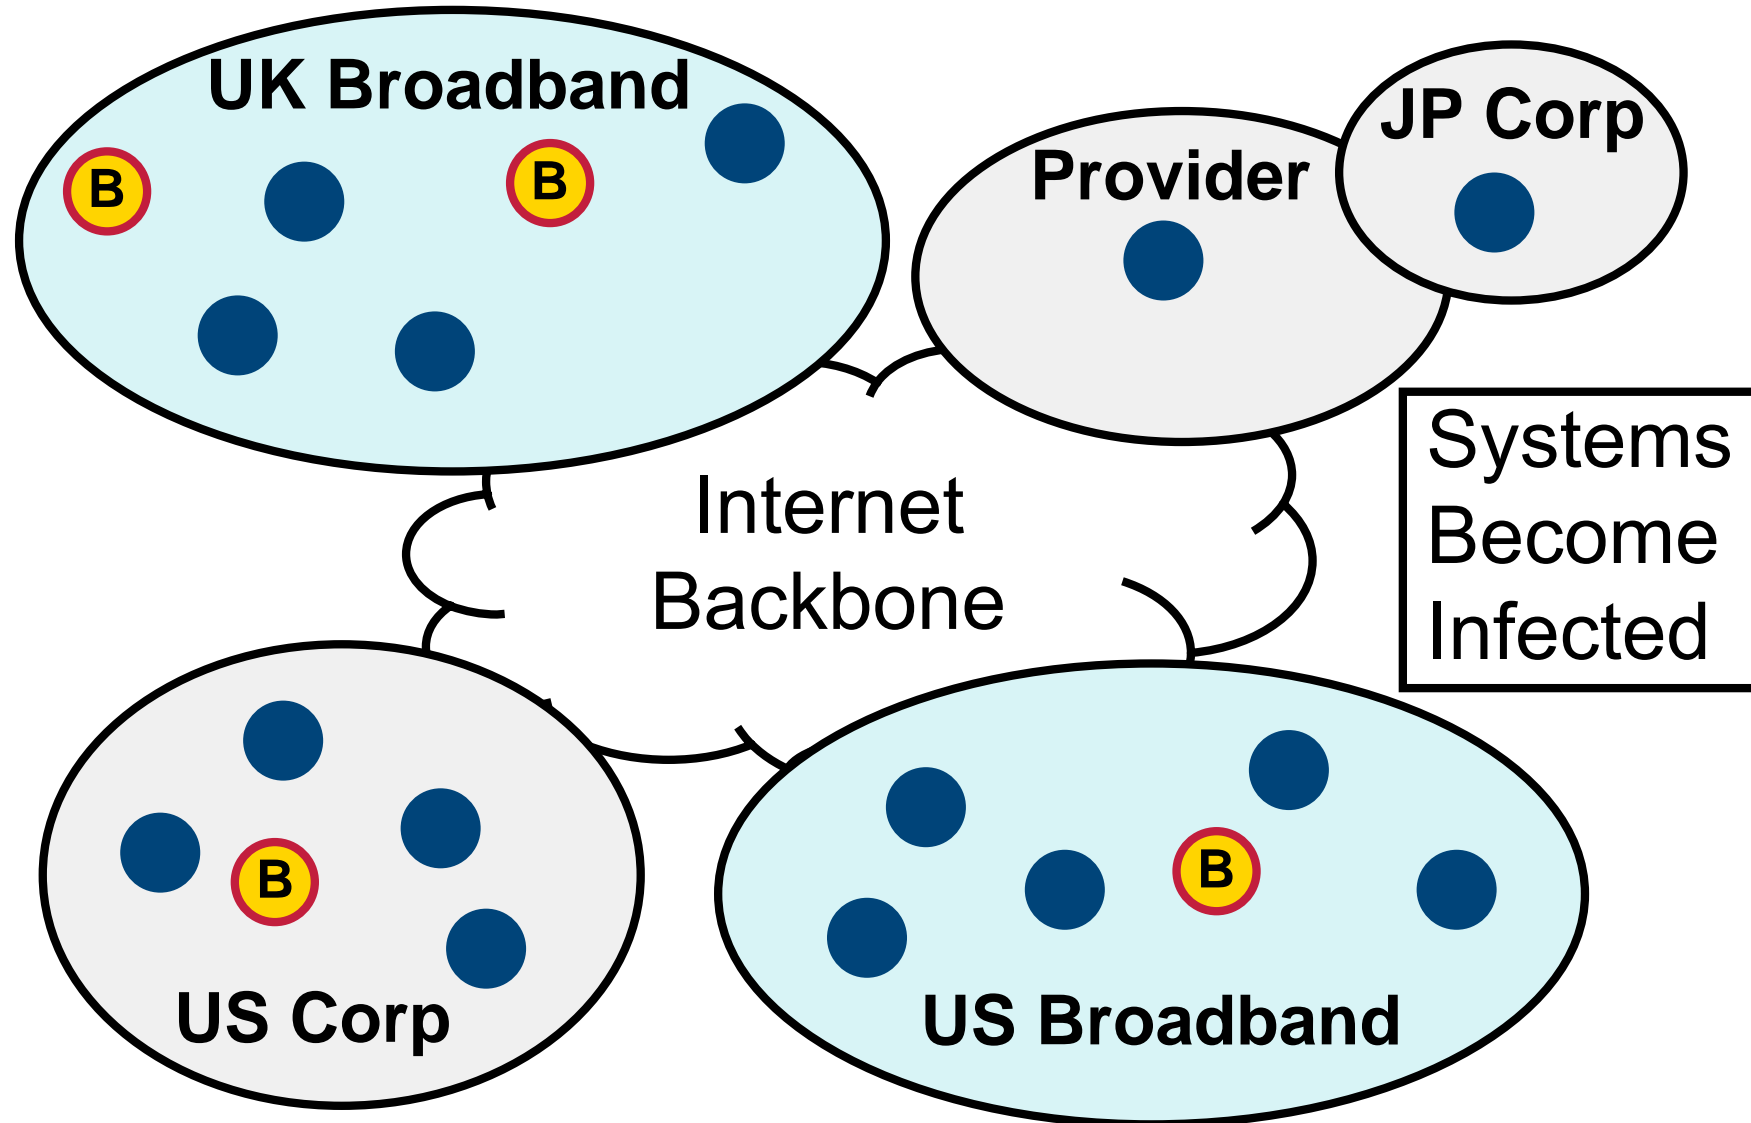 UK Broadband
JP Corp
Provider
B
B
Systems
Become
Infected
Internet
Backbone
B
B
US Corp
US Broadband